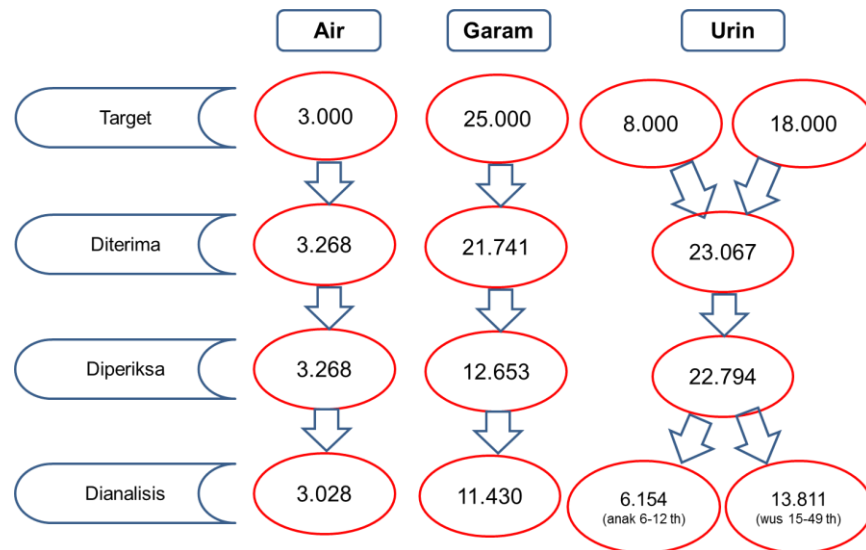 Air
Garam
Urin
Target
3.000
25.000
8.000
18.000
Diterima
3.268
21.741
23.067
Diperiksa
3.268
12.653
22.794
Dianalisis
3.028
11.430
6.154
(anak 6-12 th)
13.811
(wus 15-49 th)